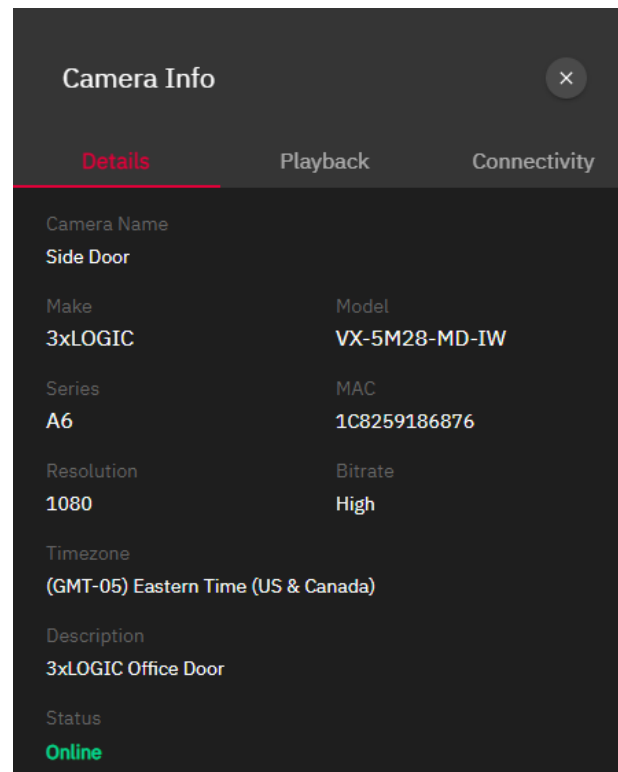 Camera Info
Details Playback Connectivity
Camera Name
Side Door
Make Model
3xLOGIC VX-5M28-MD-IW
Series MAC
A6 1C8259186876
Resolution Bitrate
1080 High
Timezone
(GMT-05) Eastern Time (US & Canada)
Description
3xLOGIC Office Door
Status
Online